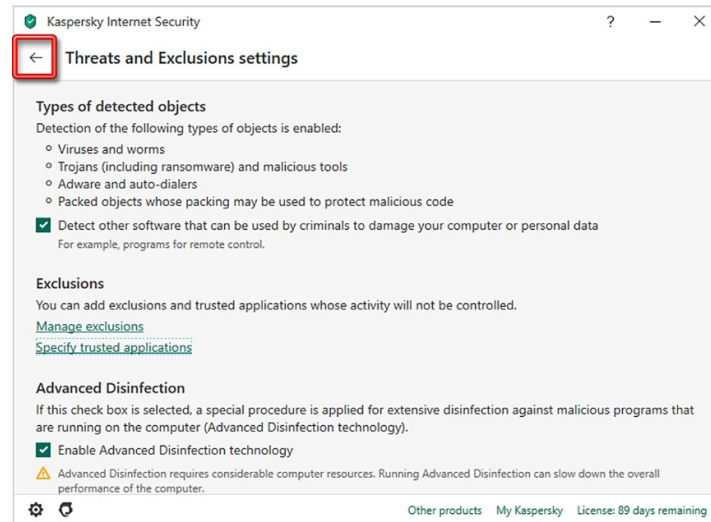 Kaspersky Internet Security
Threats and Exclusions settings
Types of detected objects
Detection of the following types of objects is enabled:
Viruses and worms
Trojans (including ransomware) and malicious tools
Adware and auto-dialers
Packed objects whose packing may be used to protect malicious code
Detect other software that can be used by criminals to damage your computer or personal data
For example, programs for remote control.
Exclusions
You can add exclusions and trusted applications whose activity will not be controlled.
Manage exclusions
Specify trusted applications
Advanced Disinfection
If this check box is selected, a special procedure is applied for extensive disinfection against malicious programs that
are running on the computer (Advanced Disinfection technology).
Enable Advanced Disinfection technology
Advanced Disinfection requires considerable computer resources. Running Advanced Disinfection can slow down the overall
performance of the computer.
Other products My Kaspersky License: 89 days remaining